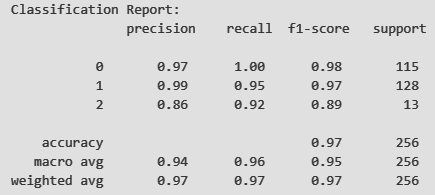 Classification Report:
precision recall f1-score support
0 0.97 1.00 0.98 115
1 0.99 0.95 0.97 128
2 0.86 0.92 0.89 13
accuracy 0.97 256
macro avg 0.94 0.96 0.95 256
weighted avg 0.97 0.97 0.97 256